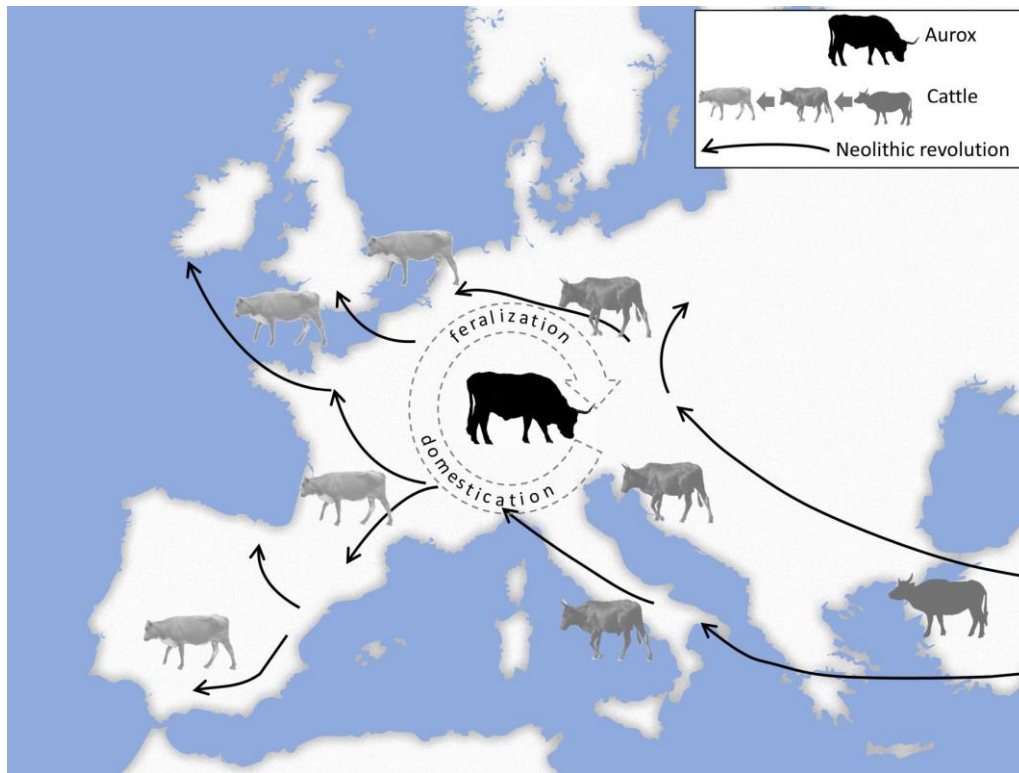 Aurox
Cattle
Neolithic revolution
feralization
domestication